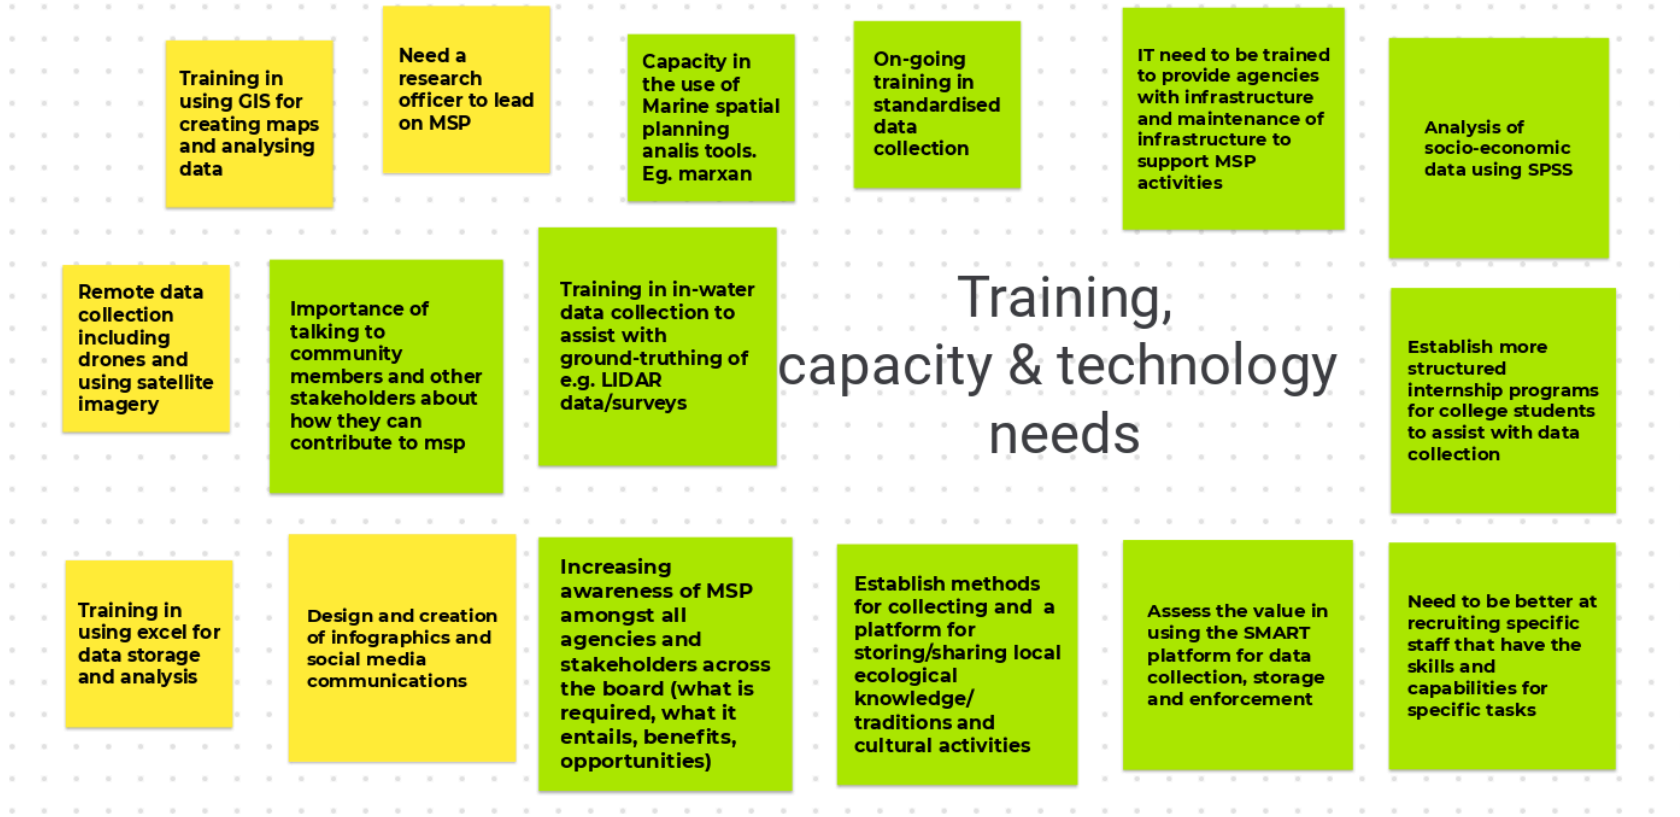 Training in
using GIS for
creating maps
and analysing
data
Need a
research
officer to lead
on MSP
Capacity in
the use of
Marine spatial
planning
analis tools.
Eg. marxan
On-going
training in
standardised
data
collection
IT need to be trained
to provide agencies
with infrastructure
and maintenance of
infrastructure to
support MSP
activities
Analysis of
socio-economic
data using SPSS
Remote data
collection
including
drones and
using satellite
imagery
Importance of
talking to
community
members and other
stakeholders about
how they can
contribute to msp
Training in in-water
data collection to
assist with
ground-truthing of
e.g. LIDAR
data/surveys
Training,
capacity & technology
needs
Establish more
structured
internship programs
for college students
to assist with data
collection
Training in
using excel for
data storage
and analysis
Design and creation
of infographics and
social media
communications
Increasing
awareness of MSP
amongst all
agencies and
stakeholders across
the board (what is
required, what it
entails, benefits,
opportunities)
Establish methods
for collecting and  a
platform for
storing/sharing local
ecological
knowledge/
traditions and
cultural activities
Assess the value in
using the SMART
platform for data
collection, storage
and enforcement
Need to be better at
recruiting specific
staff that have the
skills and
capabilities for
specific tasks